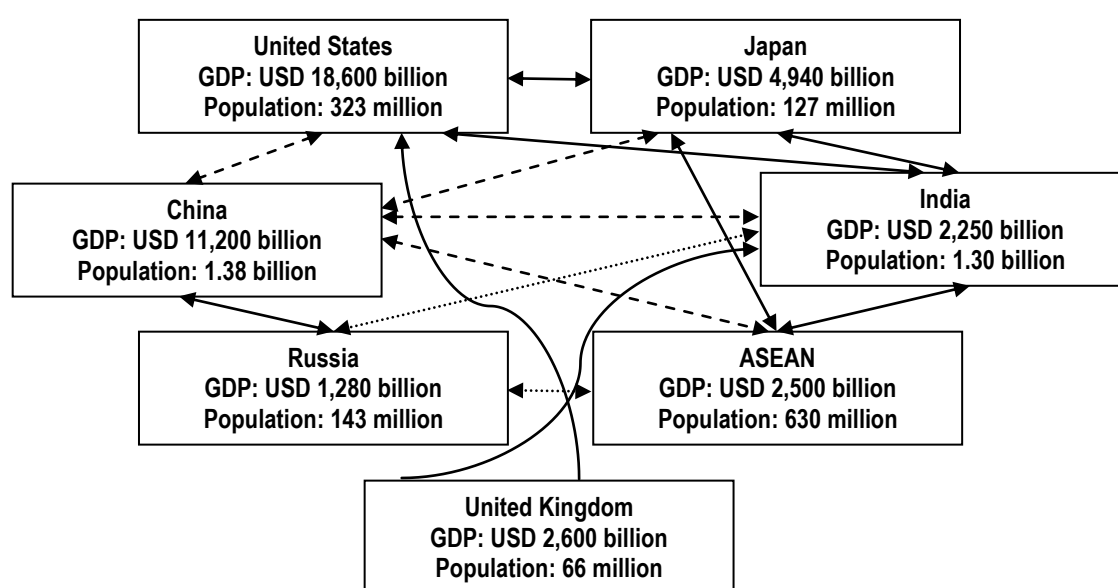 United States
GDP: USD 18,600 billion
Population: 323 million
Japan
GDP: USD 4,940 billion
Population: 127 million
China
GDP: USD 11,200 billion
Population: 1.38 billion
India
GDP: USD 2,250 billion
Population: 1.30 billion
Russia
GDP: USD 1,280 billion
Population: 143 million
ASEAN
GDP: USD 2,500 billion
Population: 630 million
United Kingdom
GDP: USD 2,600 billion
Population: 66 million